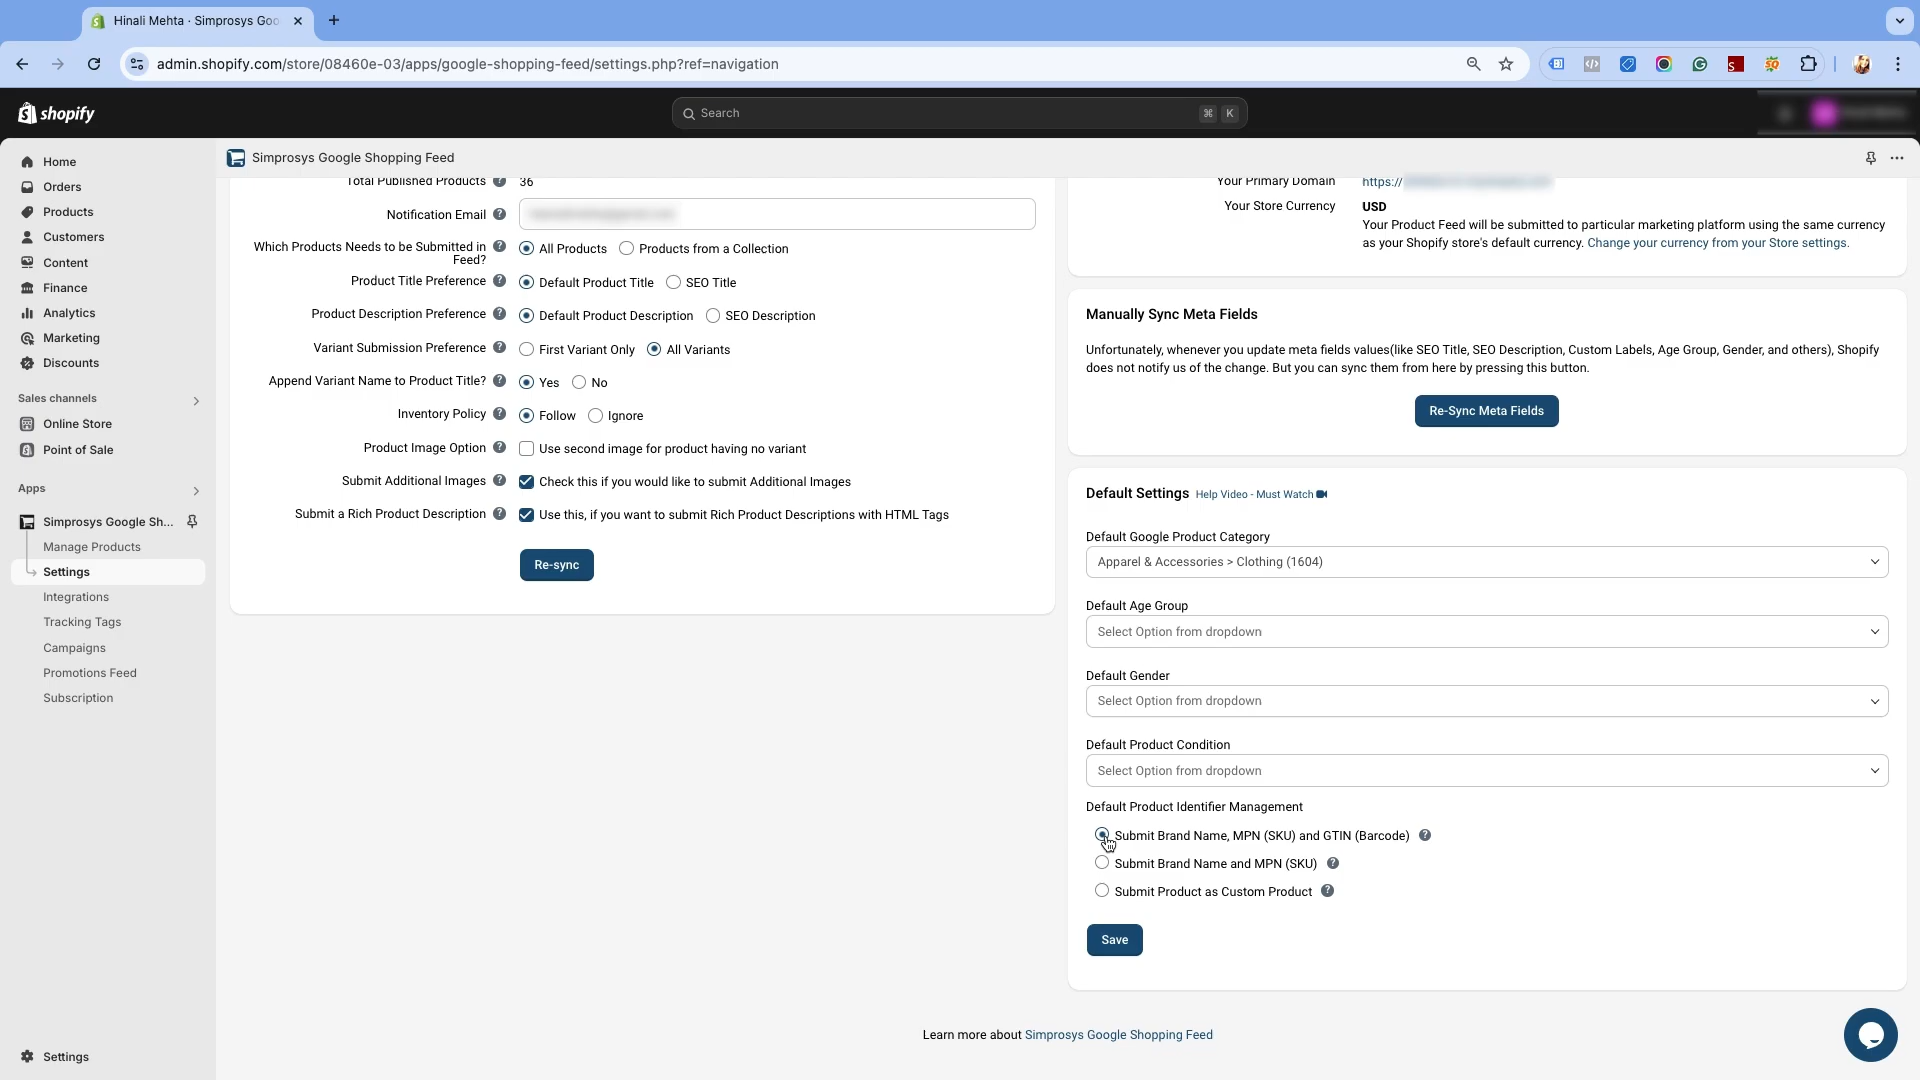 Hinali Mehta · Simprosys Goo
admin.shopify.com/store/08460e-03/apps/google-shopping-feed/settings.php?ref=navigation
shopify
Search
⌘ K
Home
Orders
Products
Customers
Content
Finance
Analytics
Marketing
Discounts
Sales channels
Online Store
Point of Sale
Apps
Simprosys Google Sh...
Manage Products
Settings
Integrations
Tracking Tags
Campaigns
Promotions Feed
Subscription
Settings
Simprosys Google Shopping Feed
Total Published Products 36
Notification Email
Which Products Needs to be Submitted in
Feed?
All Products Products from a Collection
Product Title Preference Default Product Title SEO Title
Product Description Preference Default Product Description SEO Description
Variant Submission Preference First Variant Only All Variants
Append Variant Name to Product Title? Yes No
Inventory Policy Follow Ignore
Product Image Option Use second image for product having no variant
Submit Additional Images Check this if you would like to submit Additional Images
Submit a Rich Product Description Use this, if you want to submit Rich Product Descriptions with HTML Tags
Re-sync
Your Primary Domain https://
Your Store Currency USD
Your Product Feed will be submitted to particular marketing platform using the same currency
as your Shopify store's default currency. Change your currency from your Store settings.
Manually Sync Meta Fields
Unfortunately, whenever you update meta fields values(like SEO Title, SEO Description, Custom Labels, Age Group, Gender, and others), Shopify
does not notify us of the change. But you can sync them from here by pressing this button.
Re-Sync Meta Fields
Default Settings Help Video - Must Watch
Default Google Product Category
Apparel & Accessories > Clothing (1604)
Default Age Group
Select Option from dropdown
Default Gender
Select Option from dropdown
Default Product Condition
Select Option from dropdown
Default Product Identifier Management
Submit Brand Name, MPN (SKU) and GTIN (Barcode)
Submit Brand Name and MPN (SKU)
Submit Product as Custom Product
Save
Learn more about Simprosys Google Shopping Feed